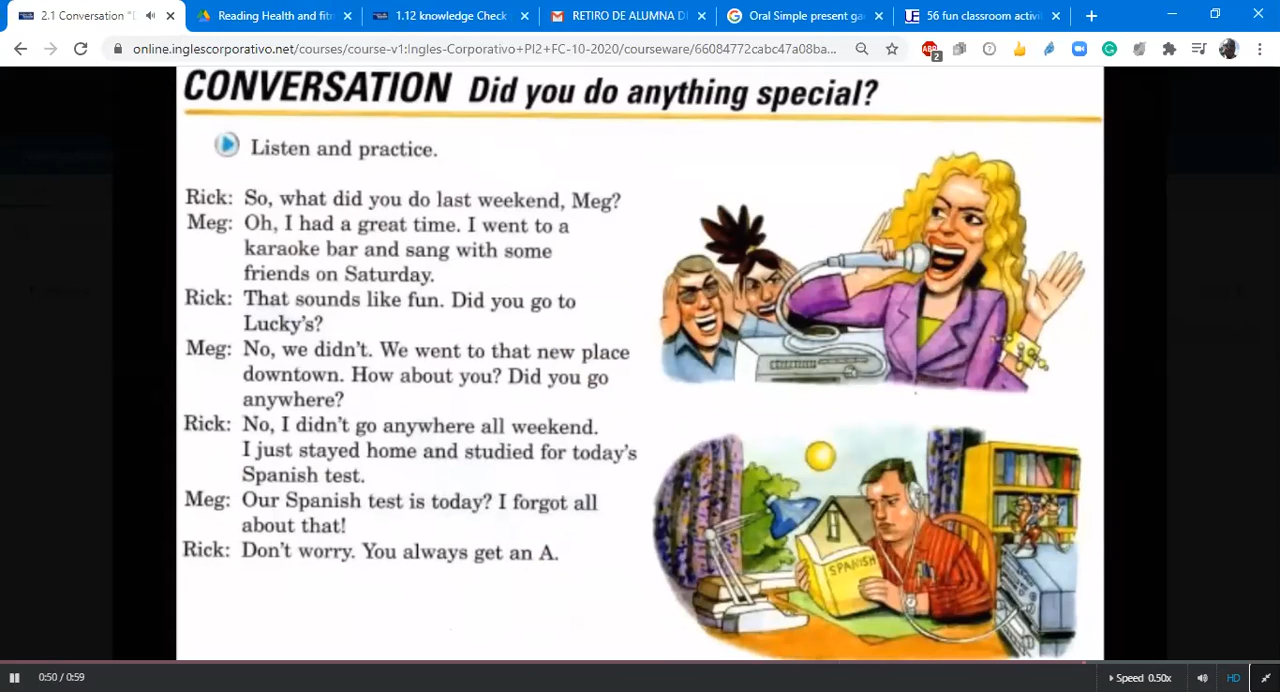 2.1 Conversation "D
Reading Health and fitn
1.12 knowledge Check
RETIRO DE ALUMNA D
Oral Simple present ga
56 fun classroom activi
online.inglescorporativo.net/courses/course-v1:Ingles-Corporativo+PI2+FC-10-2020/courseware/66084772cabc47a08ba...
ABP
2
CONVERSATION Did you do anything special?
Listen and practice.
Rick: So, what did you do last weekend, Meg?
Meg: Oh, I had a great time. I went to a
karaoke bar and sang with some
friends on Saturday.
Rick: That sounds like fun. Did you go to
Lucky's?
Meg: No, we didn't. We went to that new place
downtown. How about you? Did you go
anywhere?
Rick: No, I didn't go anywhere all weekend.
I just stayed home and studied for today's
Spanish test.
Meg: Our Spanish test is today? I forgot all
about that!
Rick: Don't worry. You always get an A.
SPANISH
0:50 / 0:59
Speed 0.50x
HD